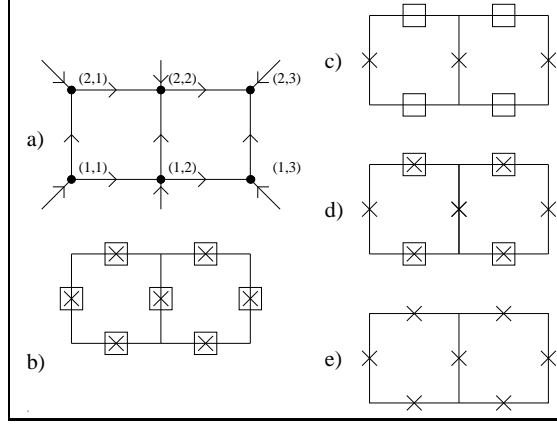 a)
(2,1) (2,2) (2,3)
(1,1) (1,2) (1,3)
b)
c)
d)
e)